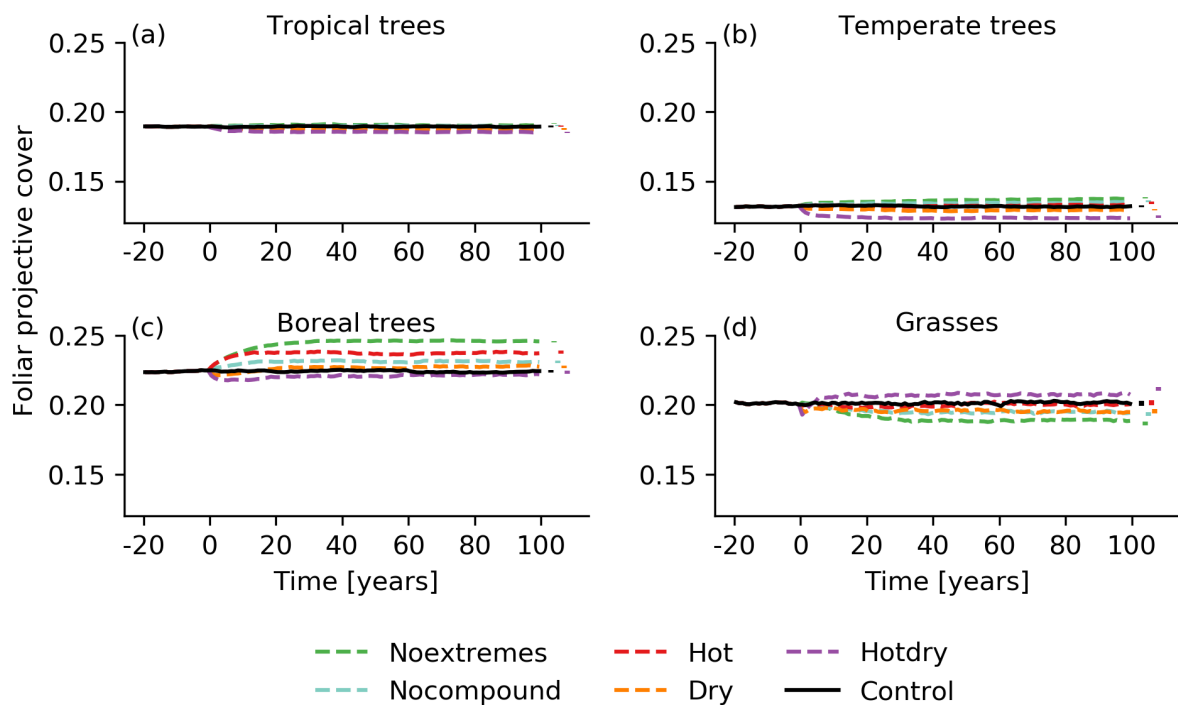 (a) Tropical trees
0.25
0.20
0.15
-20 0 20 40 60 80 100
(b) Temperate trees
0.25
0.20
0.15
-20 0 20 40 60 80 100
Foliar projective cover
(c) Boreal trees
0.25
0.20
0.15
-20 0 20 40 60 80 100
Time [years]
(d) Grasses
0.25
0.20
0.15
-20 0 20 40 60 80 100
Time [years]
Noextremes Hot Hotdry
Nocompound Dry Control